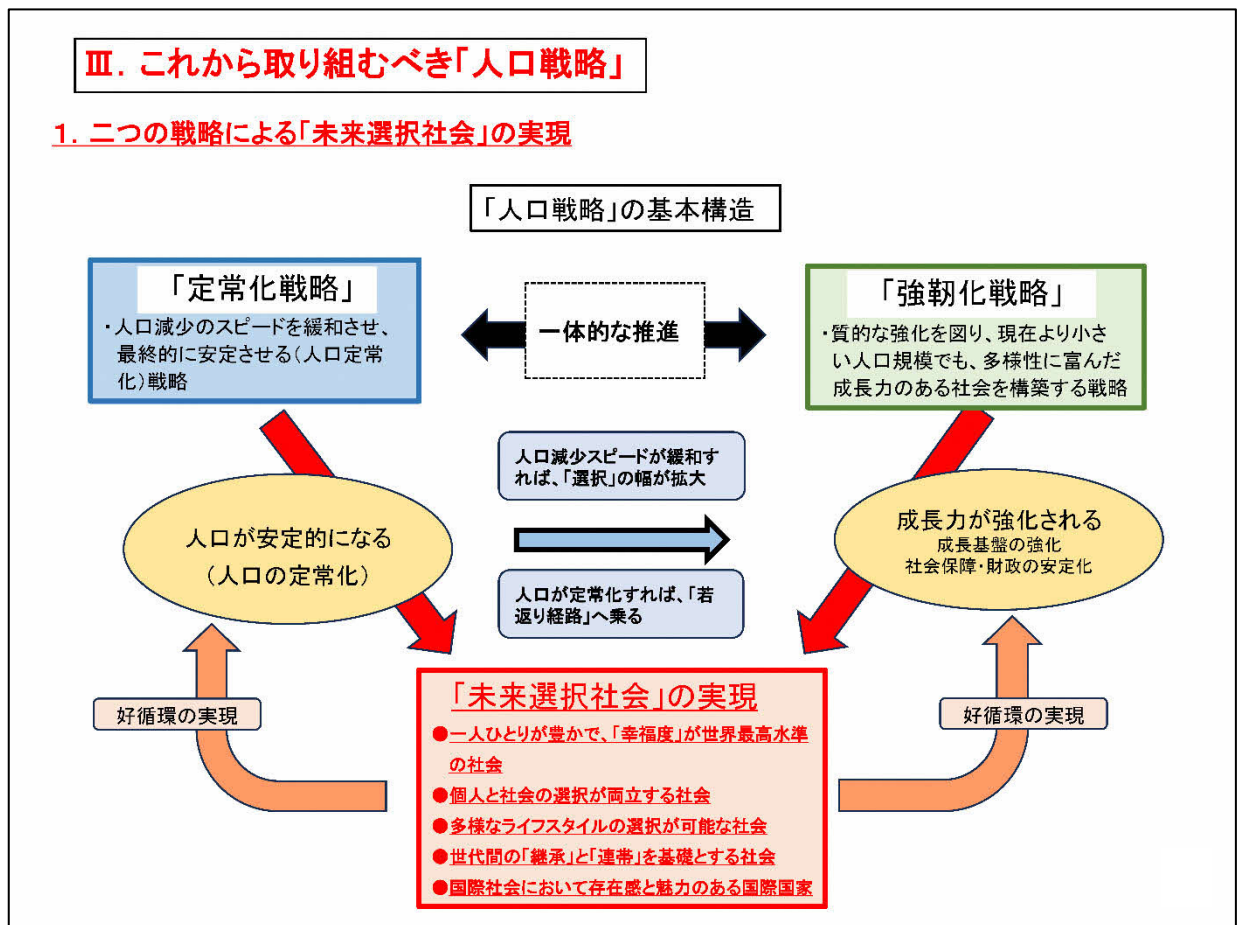 Ⅲ．これから取り組むべき「人口戦略」
１．二つの戦略による「未来選択社会」の実現
「人口戦略」の基本構造
「定常化戦略」
・人口減少のスピードを緩和させ、
最終的に安定させる（人口定常
化）戦略
一体的な推進
「強靭化戦略」
・質的な強化を図り、現在より小さ
い人口規模でも、多様性に富んだ
成長力のある社会を構築する戦略
人口減少スピードが緩和す
れば、「選択」の幅が拡大
人口が安定的になる
（人口の定常化）
成長力が強化される
成長基盤の強化
社会保障・財政の安定化
人口が定常化すれば、「若
返り経路」へ乗る
好循環の実現
好循環の実現
「未来選択社会」の実現
●一人ひとりが豊かで、「幸福度」が世界最高水準
の社会
●個人と社会の選択が両立する社会
●多様なライフスタイルの選択が可能な社会
●世代間の「継承」と「連帯」を基礎とする社会
●国際社会において存在感と魅力のある国際国家